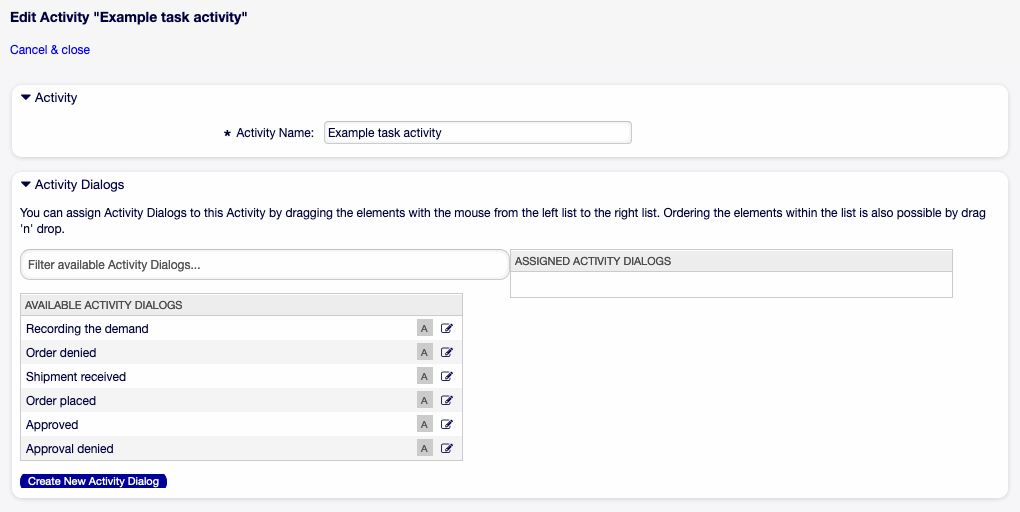 Edit Activity "Example task activity"
Cancel & close
Activity
* Activity Name: Example task activity
Activity Dialogs
You can assign Activity Dialogs to this Activity by dragging the elements with the mouse from the left list to the right list. Ordering the elements within the list is also possible by drag
'n' drop.
Filter available Activity Dialogs...
ASSIGNED ACTIVITY DIALOGS
AVAILABLE ACTIVITY DIALOGS
Recording the demand A
Order denied A
Shipment received A
Order placed A
Approved A
Approval denied A
Create New Activity Dialog